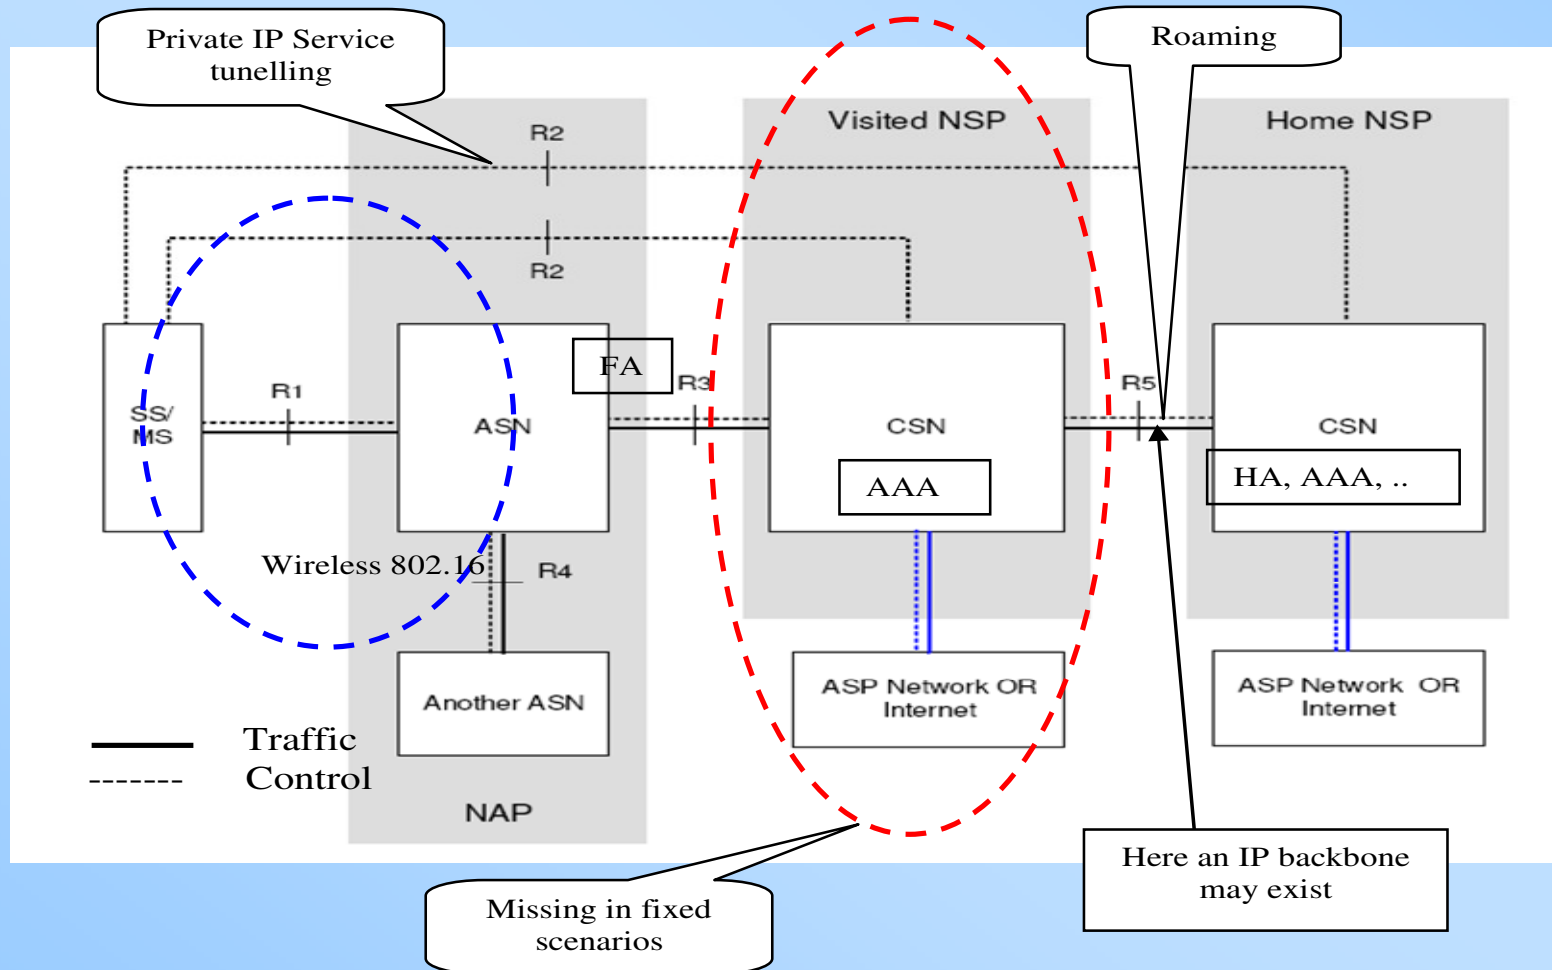 Private IP Service
tunelling
Roaming
R2
Visited NSP
Home NSP
R2
FA
R1
R3
R5
SS/
MS
ASN
CSN
CSN
AAA
HA, AAA, ..
Wireless 802.16
R4
Another ASN
ASP Network OR
Internet
ASP Network OR
Internet
Traffic
Control
NAP
Here an IP backbone
may exist
Missing in fixed
scenarios